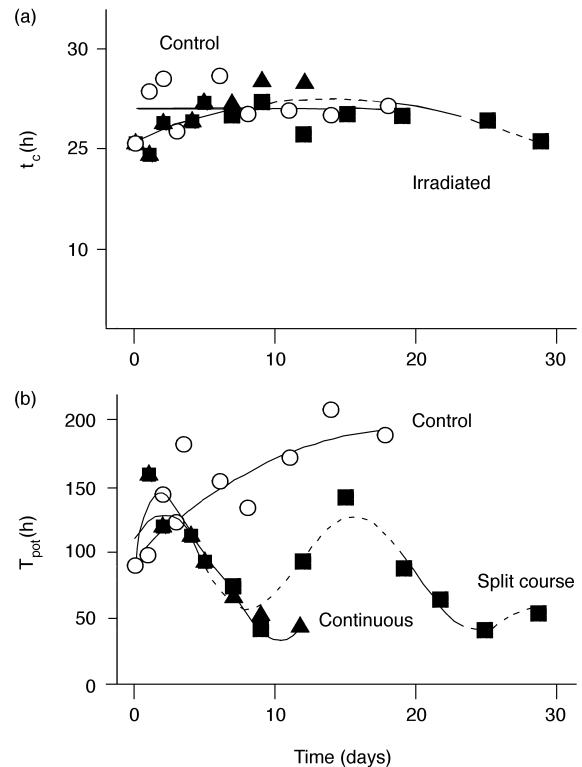 (a)
30
Control
t_c(h)
25
Irradiated
10
0
10
20
30
(b)
200
Control
150
T_pot(h)
100
Split course
50
Continuous
0
0
10
20
30
Time (days)